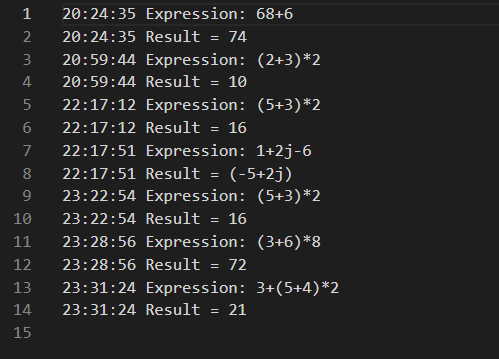 1 20:24:35 Expression: 68+6
2 20:24:35 Result = 74
3 20:59:44 Expression: (2+3)*2
4 20:59:44 Result = 10
5 22:17:12 Expression: (5+3)*2
6 22:17:12 Result = 16
7 22:17:51 Expression: 1+2j-6
8 22:17:51 Result = (-5+2j)
9 23:22:54 Expression: (5+3)*2
10 23:22:54 Result = 16
11 23:28:56 Expression: (3+6)*8
12 23:28:56 Result = 72
13 23:31:24 Expression: 3+(5+4)*2
14 23:31:24 Result = 21
15